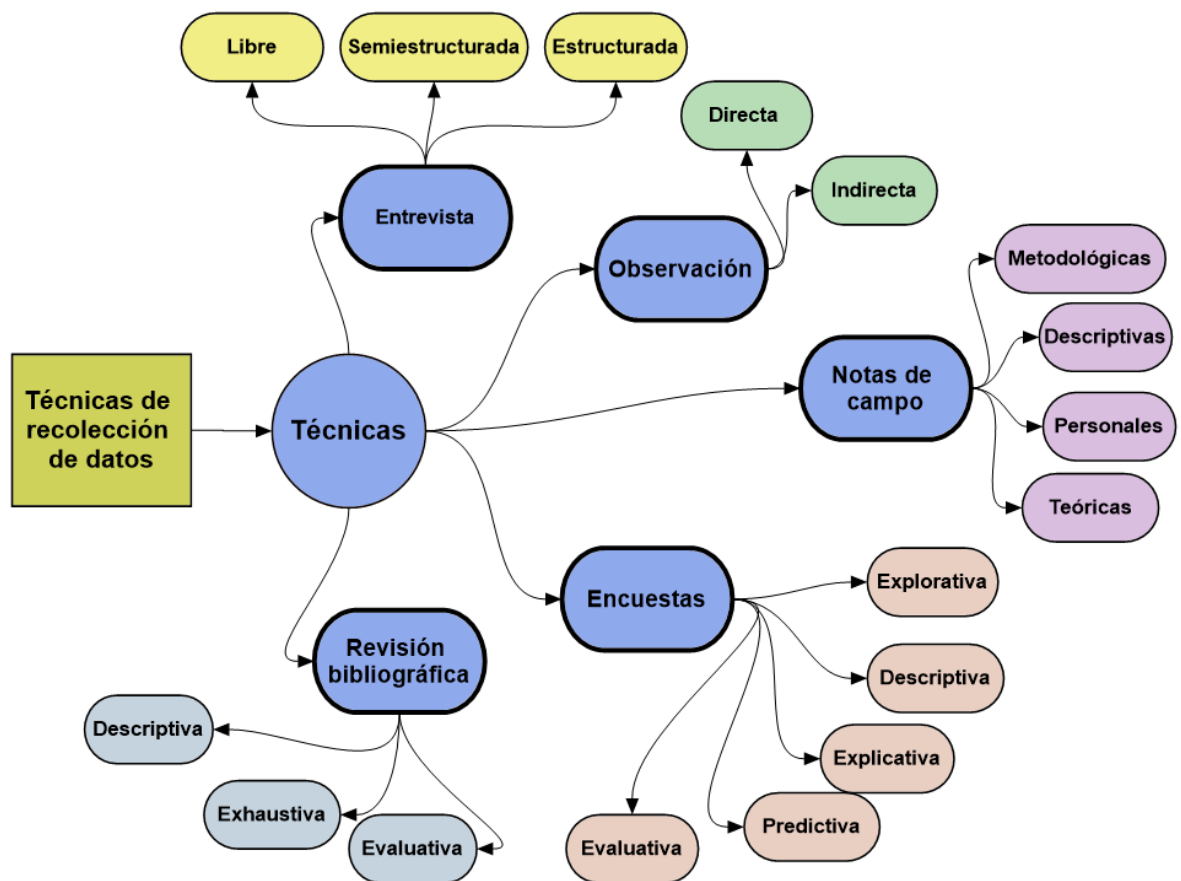 Libre
Semiestructurada
Estructurada
Directa
Entrevista
Indirecta
Observación
Metodológicas
Descriptivas
Notas de
campo
Técnicas de
recolección
de datos
Técnicas
Personales
Teóricas
Explorativa
Encuestas
Revisión
bibliográfica
Descriptiva
Descriptiva
Explicativa
Exhaustiva
Predictiva
Evaluativa
Evaluativa